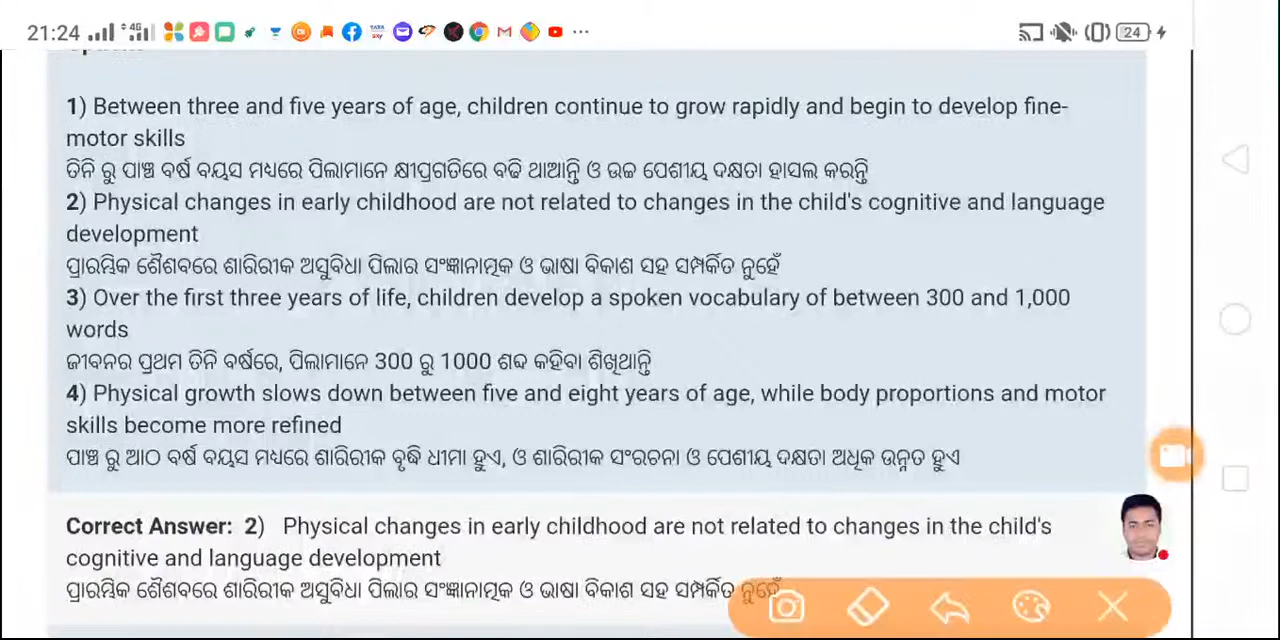 21:24
4G
24
1) Between three and five years of age, children continue to grow rapidly and begin to develop fine-
motor skills
ତିନି ରୁ ପାଞ୍ଚ ବର୍ଷ ବୟସ ମଧ୍ୟରେ ପିଲାମାନେ କ୍ଷୀପ୍ରଗତିରେ ବଢି ଥାଆନ୍ତି ଓ ଉଚ୍ଚ ପେଶୀୟ ଦକ୍ଷତା ହାସଲ କରନ୍ତି
2) Physical changes in early childhood are not related to changes in the child's cognitive and language
development
ପ୍ରାରମ୍ଭିକ ଶୈଶବରେ ଶାରିରୀକ ଅସୁବିଧା ପିଲାର ସଂଜ୍ଞାନାତ୍ମକ ଓ ଭାଷା ବିକାଶ ସହ ସମ୍ପର୍କିତ ନୁହେଁ
3) Over the first three years of life, children develop a spoken vocabulary of between 300 and 1,000
words
ଜୀବନର ପ୍ରଥମ ତିନି ବର୍ଷରେ, ପିଲାମାନେ 300 ରୁ 1000 ଶବ୍ଦ କହିବା ଶିଖିଥାନ୍ତି
4) Physical growth slows down between five and eight years of age, while body proportions and motor
skills become more refined
ପାଞ୍ଚ ରୁ ଆଠ ବର୍ଷ ବୟସ ମଧ୍ୟରେ ଶାରିରୀକ ବୃଦ୍ଧି ଧୀମା ହୁଏ, ଓ ଶାରିରୀକ ସଂରଚନା ଓ ପେଶୀୟ ଦକ୍ଷତା ଅଧିକ ଉନ୍ନତ ହୁଏ
Correct Answer: 2) Physical changes in early childhood are not related to changes in the child's
cognitive and language development
ପ୍ରାରମ୍ଭିକ ଶୈଶବରେ ଶାରିରୀକ ଅସୁବିଧା ପିଲାର ସଂଜ୍ଞାନାତ୍ମକ ଓ ଭାଷା ବିକାଶ ସହ ସମ୍ପର୍କିତ ନୁହେଁ